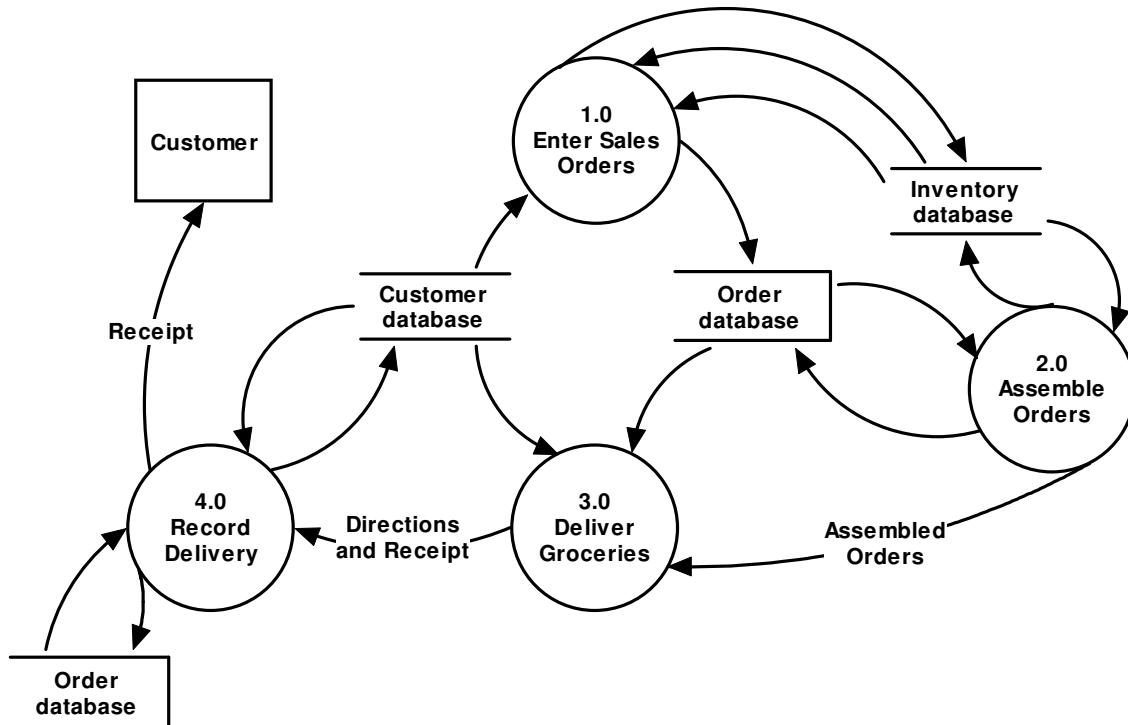 1.0
Enter Sales
Orders
Customer
Inventory
database
Customer
database
Order
database
Receipt
2.0
Assemble
Orders
4.0
Record
Delivery
Directions
and Receipt
3.0
Deliver
Groceries
Assembled
Orders
Order
database